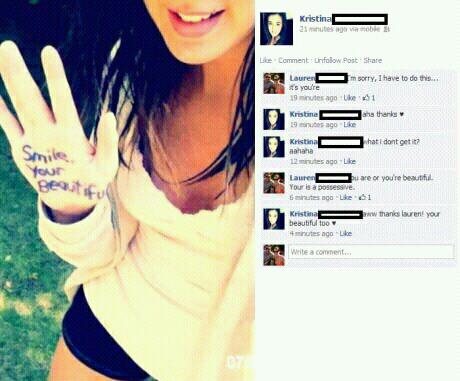 Smile,
Your
Beautiful
Kristina
21 minutes ago via mobile
Like · Comment · Unfollow Post · Share
Lauren I'm sorry, I have to do this...
it's you're
19 minutes ago · Like · 1
Kristina aha thanks ♥
19 minutes ago · Like
Kristina what i dont get it?
aahaha
12 minutes ago · Like
Lauren ou are or you're beautiful.
Your is a possessive.
6 minutes ago · Like · 1
Kristina aww thanks lauren! your
beautiful too ♥
4 minutes ago · Like
Write a comment...